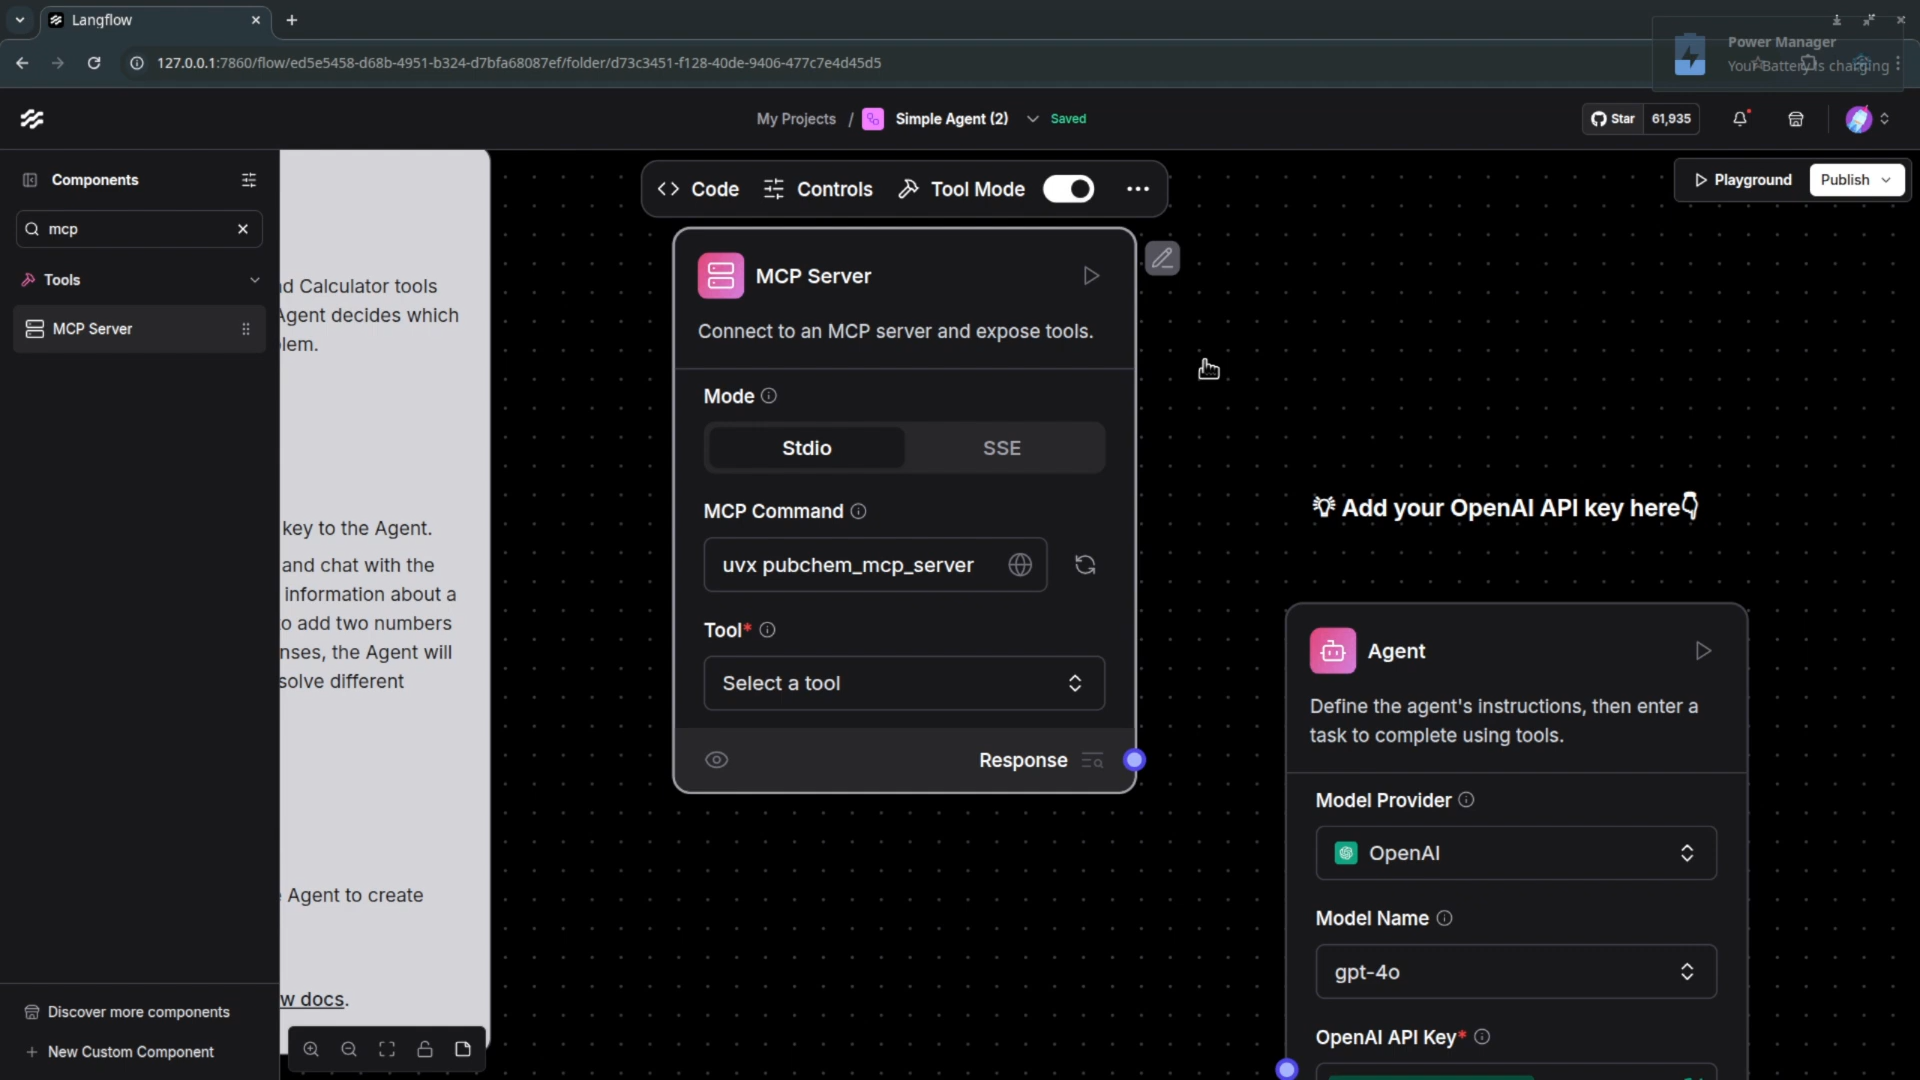 Langflow
Power Manager
Your Battery is charging
127.0.0.1:7860/flow/ed5e5458-d68b-4951-b324-d7bfa68087ef/folder/d73c3451-f128-40de-9406-477c7e4d45d5
My Projects / Simple Agent (2) Saved
Star 61,935
Components
mcp
Tools
MCP Server
Discover more components
New Custom Component
d Calculator tools
Agent decides which
lem.
key to the Agent.
and chat with the
information about a
o add two numbers
nses, the Agent will
solve different
Agent to create
w docs.
Code Controls Tool Mode
Playground Publish
MCP Server
Connect to an MCP server and expose tools.
Mode
Stdio SSE
MCP Command
uvx pubchem_mcp_server
Tool*
Select a tool
Response
Add your OpenAI API key here
Agent
Define the agent's instructions, then enter a
task to complete using tools.
Model Provider
OpenAI
Model Name
gpt-4o
OpenAI API Key*